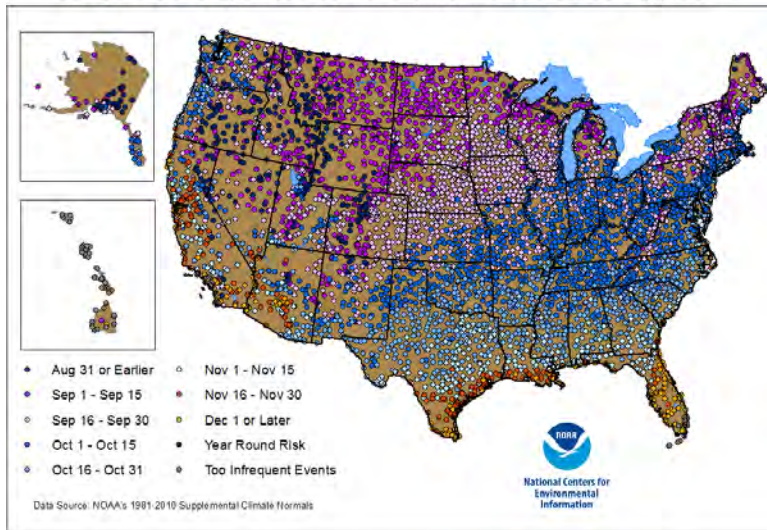 Aug 31 or Earlier
Sep 1 - Sep 15
Sep 16 - Sep 30
Oct 1 - Oct 15
Oct 16 - Oct 31
Nov 1 - Nov 15
Nov 16 - Nov 30
Dec 1 or Later
Year Round Risk
Too Infrequent Events
NOAA
National Centers for
Environmental
Information
Data Source: NOAA's 1981-2010 Supplemental Climate Normals